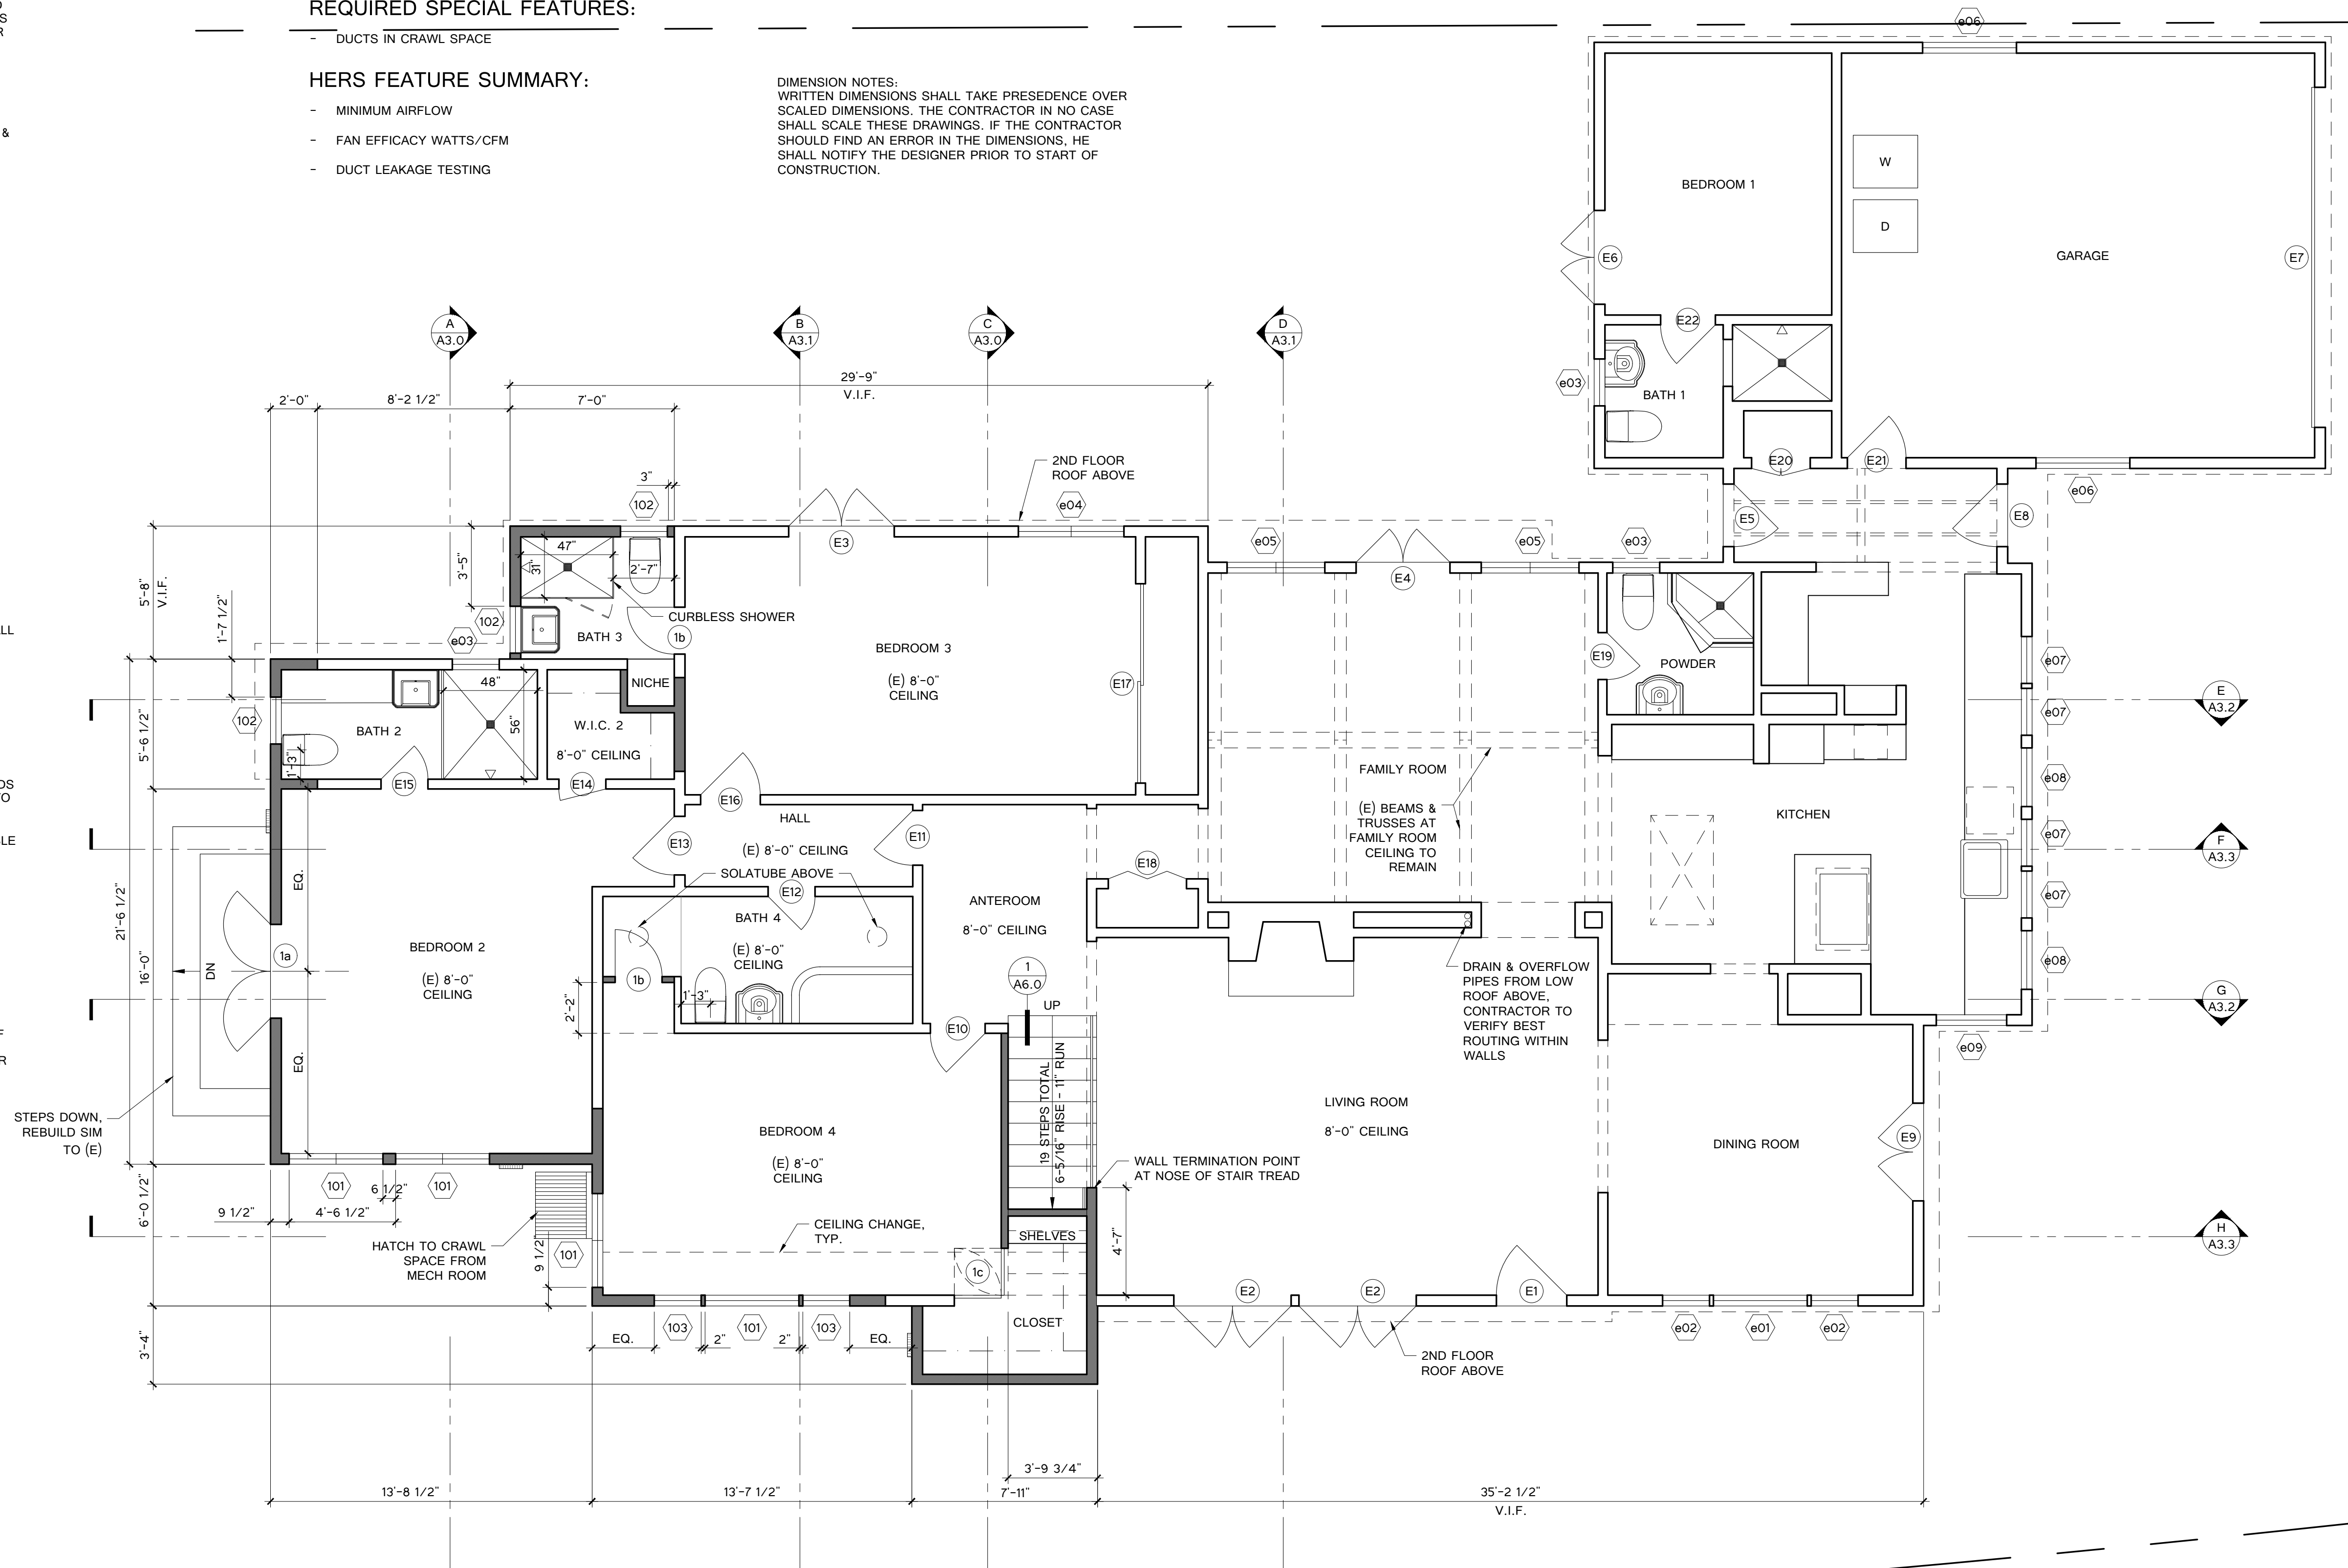 REQUIRED SPECIAL FEATURES:
- DUCTS IN CRAWL SPACE
HERS FEATURE SUMMARY:
- MINIMUM AIRFLOW
- FAN EFFICACY WATTS/CFM
- DUCT LEAKAGE TESTING
DIMENSION NOTES:
WRITTEN DIMENSIONS SHALL TAKE PRESEDENCE OVER
SCALED DIMENSIONS. THE CONTRACTOR IN NO CASE
SHALL SCALE THESE DRAWINGS. IF THE CONTRACTOR
SHOULD FIND AN ERROR IN THE DIMENSIONS, HE
SHALL NOTIFY THE DESIGNER PRIOR TO START OF
CONSTRUCTION.
&
e06
BEDROOM 1
W
D
GARAGE
E6
E7
E22
e03
BATH 1
E20
E21
e06
E5
E8
A
A3.0
B
A3.1
C
A3.0
D
A3.1
29'-9"
V.I.F.
2'-0"
8'-2 1/2"
7'-0"
3"
102
2ND FLOOR
ROOF ABOVE
e04
E3
e05
E4
e05
e03
47"
31"
2'-7"
3'-5"
5'-8"
V.I.F.
1'-7 1/2"
102
e03
CURBLESS SHOWER
BATH 3
1b
BEDROOM 3
(E) 8'-0"
CEILING
E17
E19
POWDER
e07
48"
56"
NICHE
102
BATH 2
W.I.C. 2
8'-0" CEILING
1'-3"
5'-6 1/2"
E15
E14
E16
HALL
(E) 8'-0" CEILING
E13
E11
SOLATUBE ABOVE
E12
E18
FAMILY ROOM
(E) BEAMS &
TRUSSES AT
FAMILY ROOM
CEILING TO
REMAIN
KITCHEN
e07
e08
e07
e07
e08
E
A3.2
F
A3.3
G
A3.2
H
A3.3
21'-6 1/2"
16'-0"
EQ.
EQ.
DN
1a
BEDROOM 2
(E) 8'-0"
CEILING
BATH 4
(E) 8'-0"
CEILING
1b
1'-3"
2'-2"
ANTEROOM
8'-0" CEILING
1
A6.0
UP
E10
19 STEPS TOTAL
6-5/16" RISE - 11" RUN
DRAIN & OVERFLOW
PIPES FROM LOW
ROOF ABOVE,
CONTRACTOR TO
VERIFY BEST
ROUTING WITHIN
WALLS
e09
STEPS DOWN,
REBUILD SIM
TO (E)
BEDROOM 4
(E) 8'-0"
CEILING
LIVING ROOM
8'-0" CEILING
DINING ROOM
E9
WALL TERMINATION POINT
AT NOSE OF STAIR TREAD
101
6 1/2"
101
9 1/2"
4'-6 1/2"
6'-0 1/2"
HATCH TO CRAWL
SPACE FROM
MECH ROOM
9 1/2"
101
CEILING CHANGE,
TYP.
SHELVES
4'-7"
1c
E2
E2
E1
CLOSET
3'-4"
EQ.
103
2"
101
2"
103
EQ.
e02
e01
e02
2ND FLOOR
ROOF ABOVE
3'-9 3/4"
13'-8 1/2"
13'-7 1/2"
7'-11"
35'-2 1/2"
V.I.F.